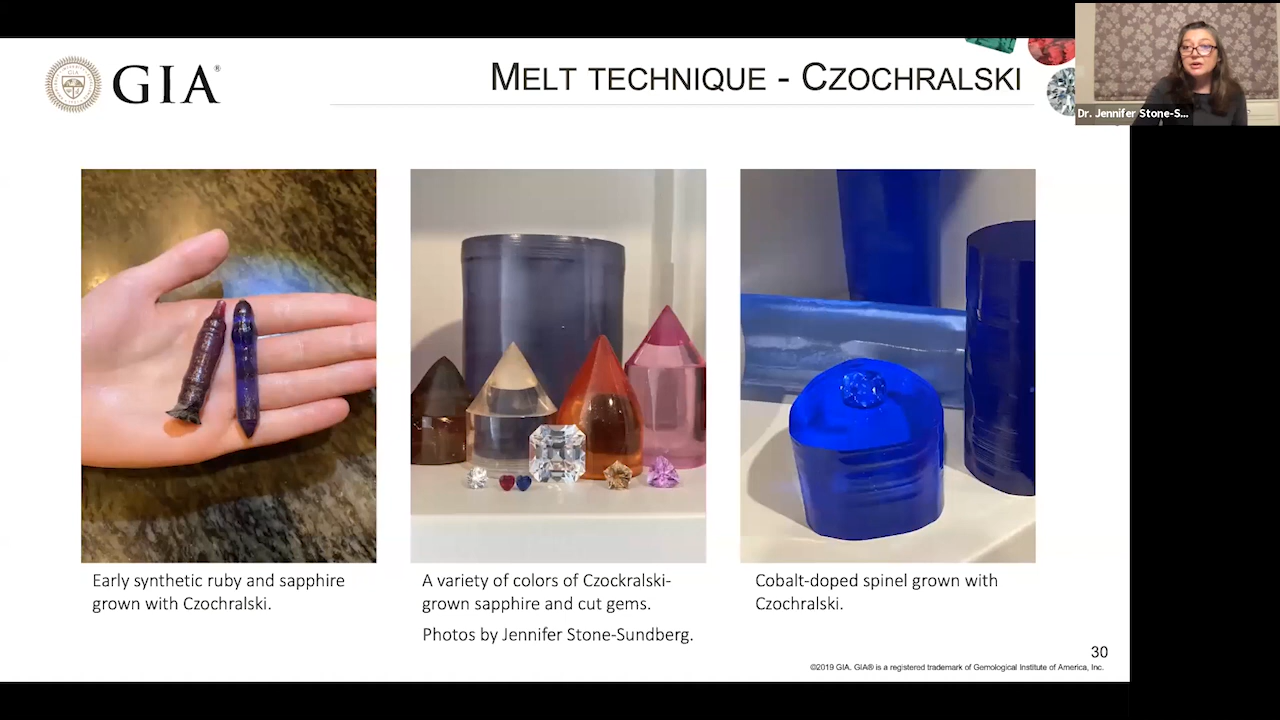 GIA®
MELT TECHNIQUE - CZOCHRALSKI
Dr. Jennifer Stone-S...
Early synthetic ruby and sapphire
grown with Czochralski.
A variety of colors of Czockralski-
grown sapphire and cut gems.
Photos by Jennifer Stone-Sundberg.
Cobalt-doped spinel grown with
Czochralski.
30
©2019 GIA. GIA® is a registered trademark of Gemological Institute of America, Inc.